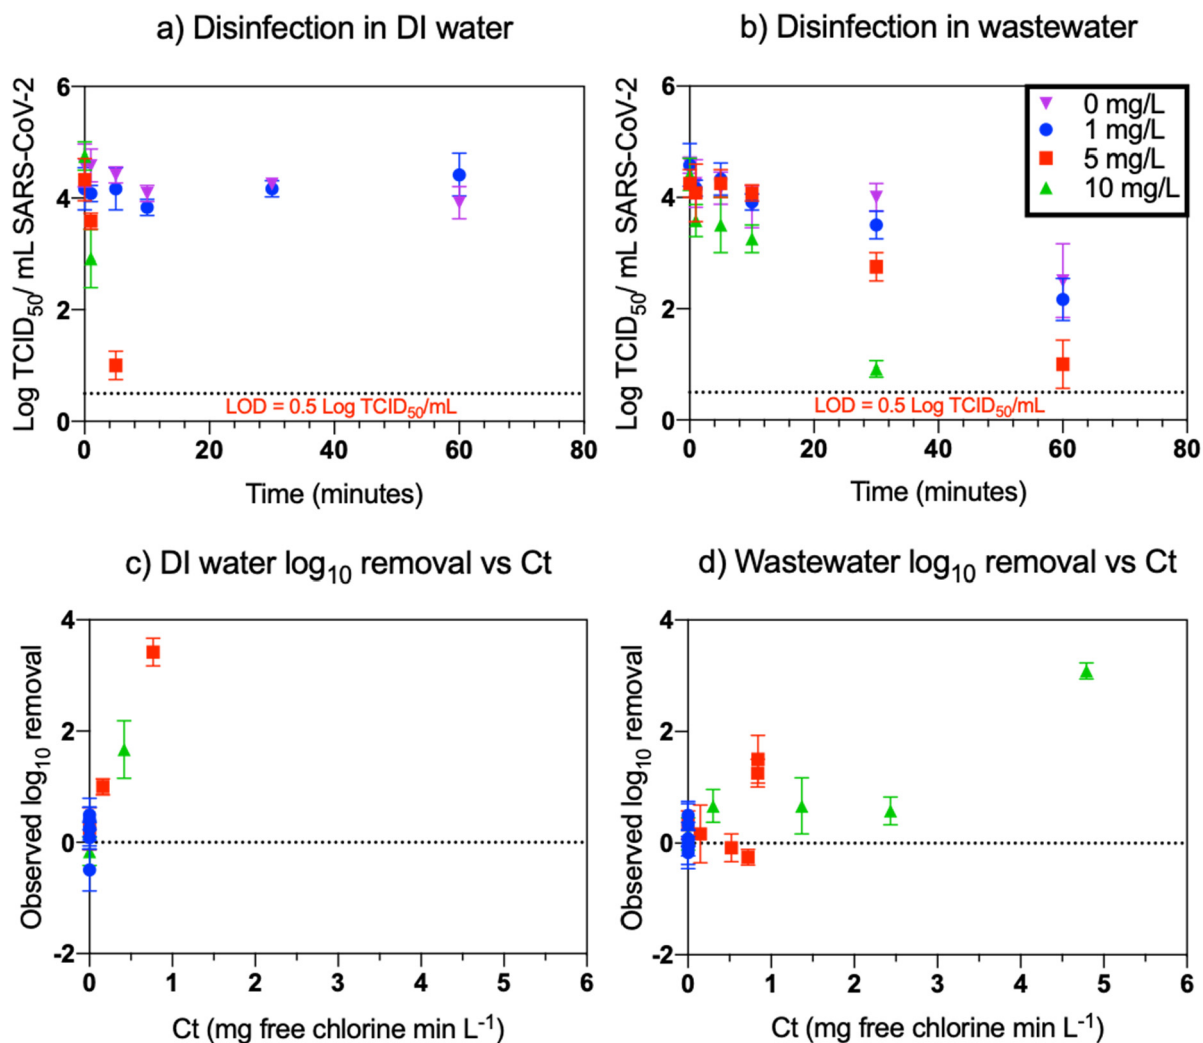 a) Disinfection in DI water
b) Disinfection in wastewater
Log TCID50/ mL SARS-CoV-2
6
4
2
0
LOD = 0.5 Log TCID50/mL
0 20 40 60 80
Time (minutes)
Log TCID50/ mL SARS-CoV-2
6
4
2
0
0 mg/L
1 mg/L
5 mg/L
10 mg/L
LOD = 0.5 Log TCID50/mL
0 20 40 60 80
Time (minutes)
c) DI water log10 removal vs Ct
d) Wastewater log10 removal vs Ct
Observed log10 removal
4
2
0
-2
0 1 2 3 4 5 6
Ct (mg free chlorine min L-1)
Observed log10 removal
4
2
0
-2
0 1 2 3 4 5 6
Ct (mg free chlorine min L-1)